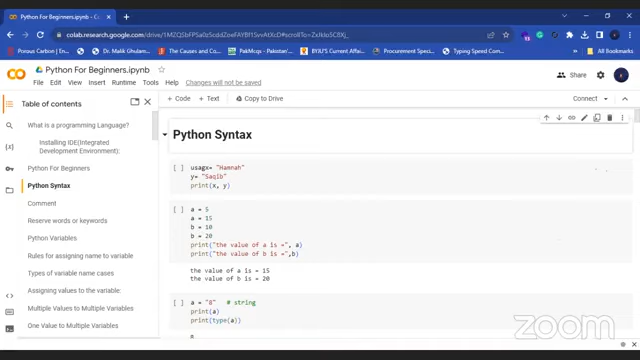 Python For Beginners.ipynb - Co
colab.research.google.com/drive/
Porous Carbon - Go
Dr. Malik Ghulam...
The Causes and Co
PakMcqs - Pakistan
BYJU'S Current Affairs
Procurement Speci...
Typing Speed Com...
All Bookmarks
CO
Python For Beginners.ipynb
File Edit View Insert Runtime Tools Help Changes will not be saved
Share
Table of contents
+ Code + Text Copy to Drive
Connect
What is a programming Language?
Installing IDE(Integrated
Development Environment):
Python For Beginners
Python Syntax
Comment
Reserve words or keywords
Python Variables
Rules for assigning name to variable
Types of variable name cases
Assigning values to the variable:
Multiple Values to Multiple Variables
One Value to Multiple Variables
Python Syntax
[ ] usagx= "Hamnah"
y= "Saqib"
print(x, y)
[ ] a = 5
a = 15
b = 10
b = 20
print("the value of a is =", a)
print("the value of b is =",b)
the value of a is = 15
the value of b is = 20
[ ] a = "8" # string
print(a)
print(type(a))
zoom